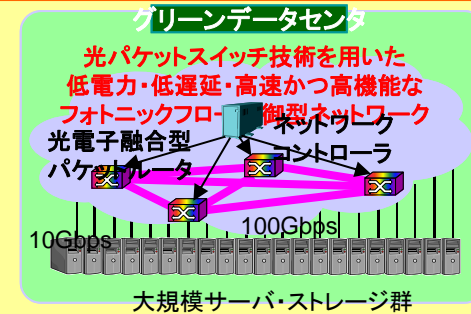 グリーンデータセンタ
光パケットスイッチ技術を用いた
低電力・低遅延・高速かつ高機能な
フォトニックフロー 御型ネットワーク
光電子融合型
パケットルータ
ネットワーク
コントローラ
10Gbps
100Gbps
大規模サーバ・ストレージ群